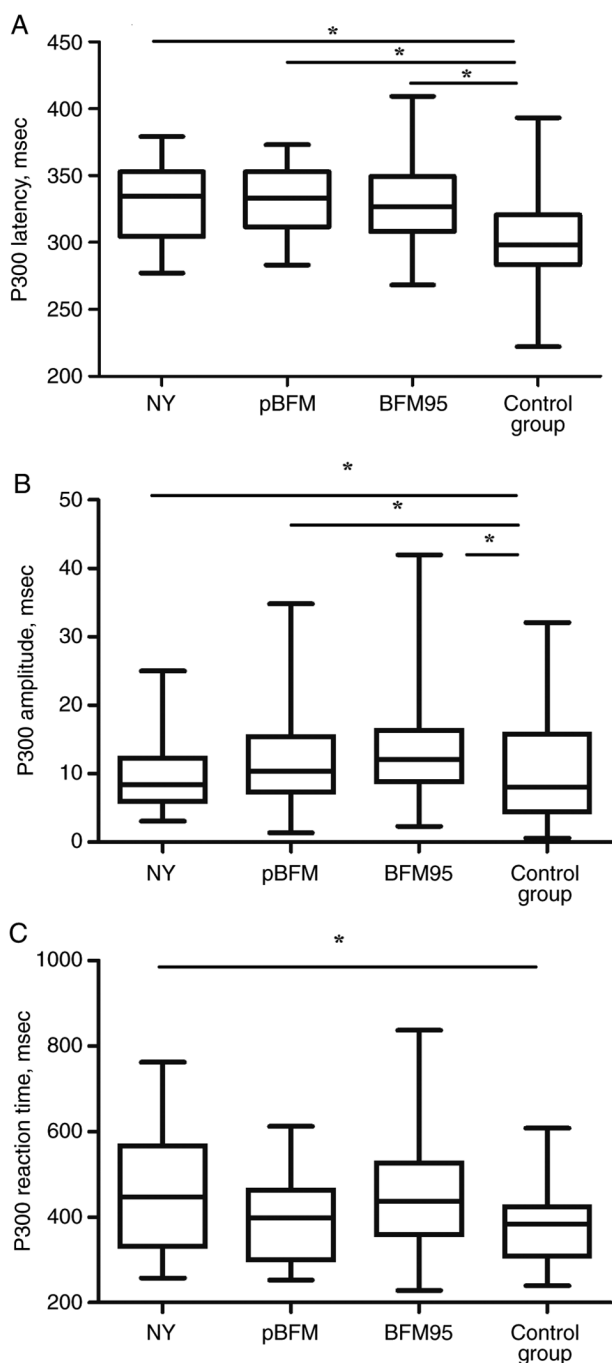 A
*
*
*
450
400
350
300
250
200
P300 latency, msec
NY pBFM BFM95 Control
group
B
*
*
*
50
40
30
20
10
0
P300 amplitude, msec
NY pBFM BFM95 Control
group
C
*
1000
800
600
400
200
P300 reaction time, msec
NY pBFM BFM95 Control
group